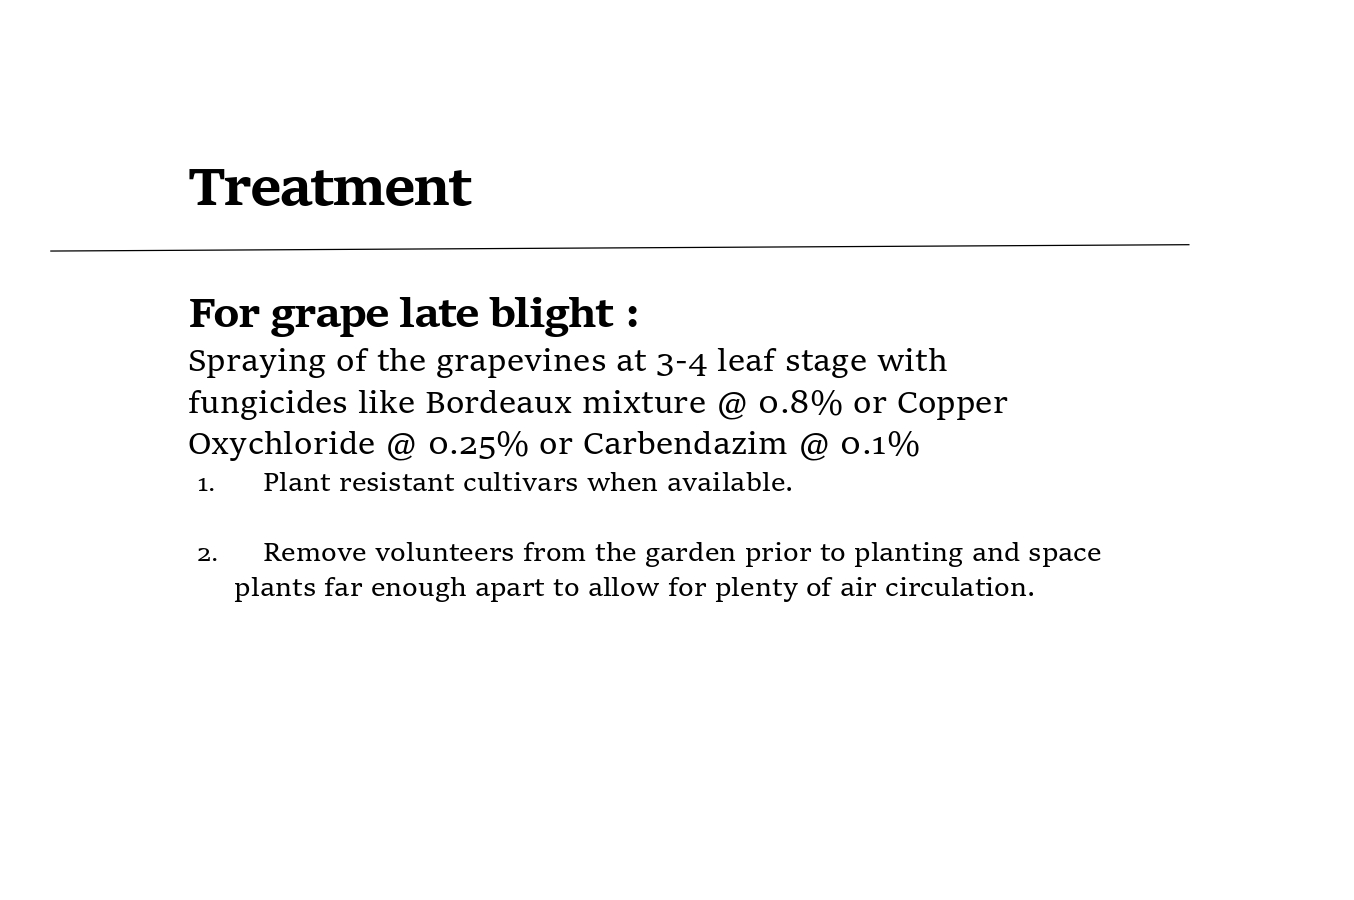 Treatment
For grape late blight :
Spraying of the grapevines at 3-4 leaf stage with
fungicides like Bordeaux mixture @ 0.8% or Copper
Oxychloride @ 0.25% or Carbendazim @ 0.1%
1. Plant resistant cultivars when available.
2. Remove volunteers from the garden prior to planting and space
plants far enough apart to allow for plenty of air circulation.